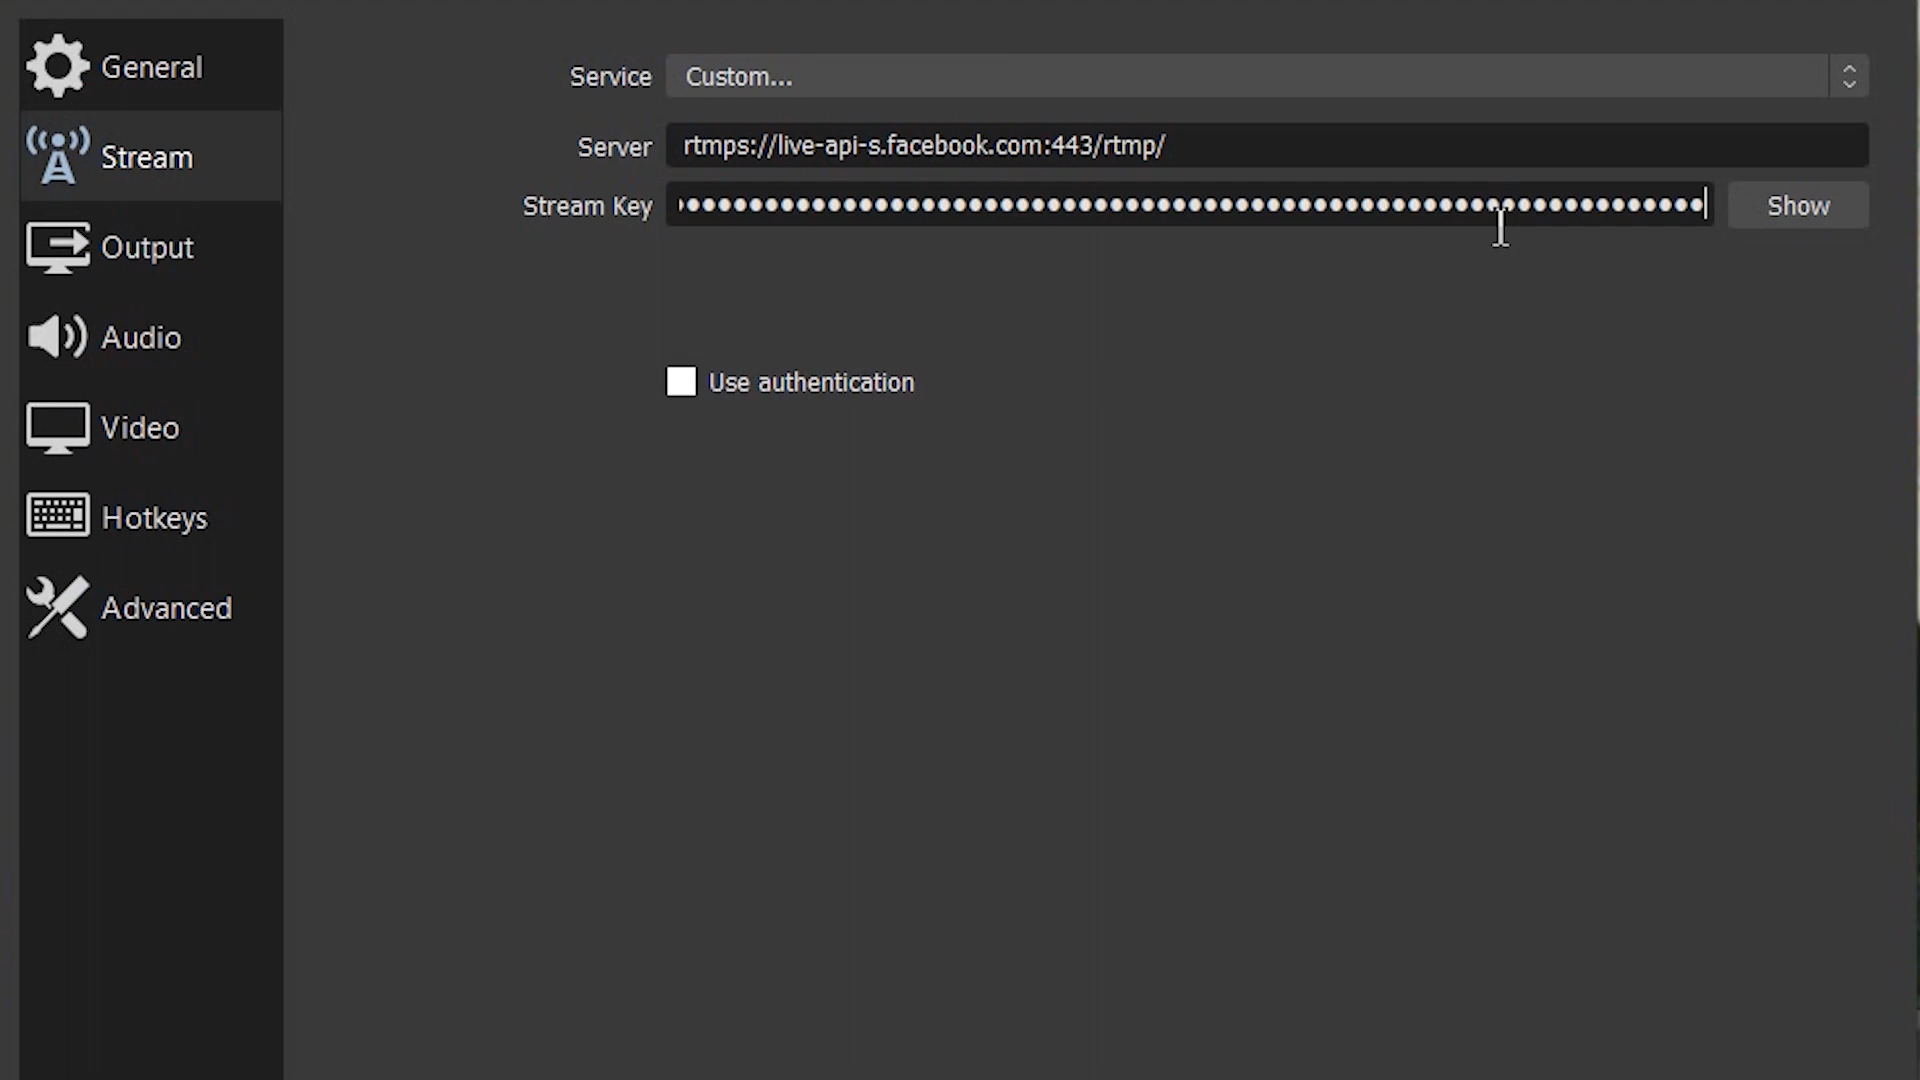 General
Stream
Output
Audio
Video
Hotkeys
Advanced
Service Custom...
Server rtmps://live-api-s.facebook.com:443/rtmp/
Stream Key Show
Use authentication